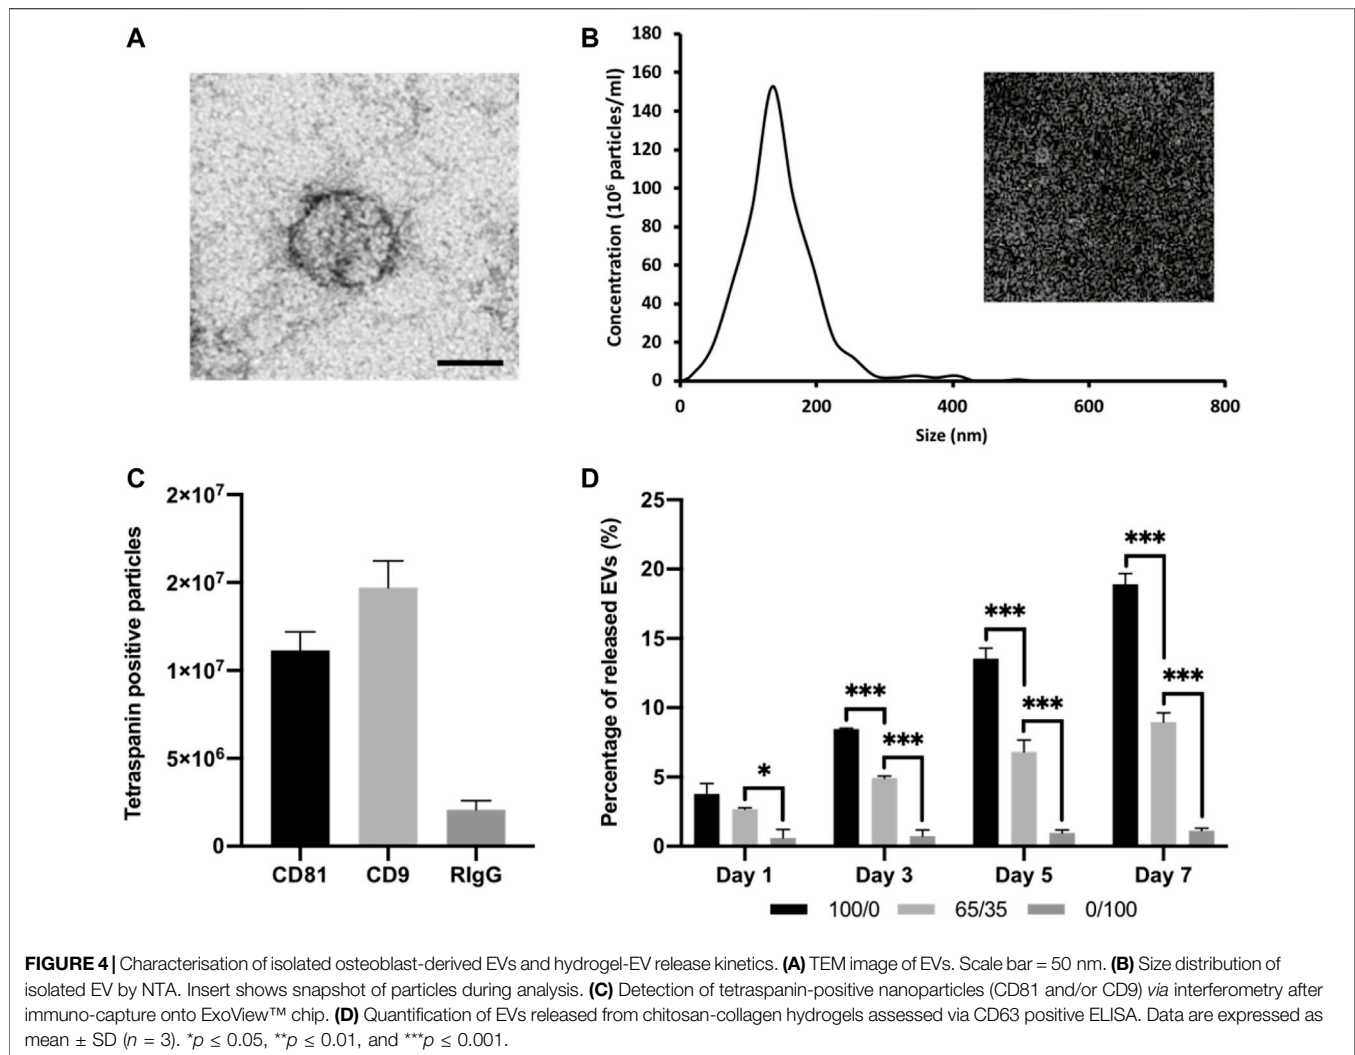 A
B
180
160
140
120
100
80
60
40
20
0
Concentration (10⁶ particles/ml)
0 200 400 600 800
Size (nm)
C
2×10⁷
2×10⁷
1×10⁷
5×10⁶
0
Tetraspanin positive particles
CD81 CD9 RIgG
D
25
20
15
10
5
0
Percentage of released EVs (%)
*
*** ***
*** ***
*** ***
Day 1 Day 3 Day 5 Day 7
100/0 65/35 0/100
FIGURE 4 | Characterisation of isolated osteoblast-derived EVs and hydrogel-EV release kinetics. (A) TEM image of EVs. Scale bar = 50 nm. (B) Size distribution of
isolated EV by NTA. Insert shows snapshot of particles during analysis. (C) Detection of tetraspanin-positive nanoparticles (CD81 and/or CD9) via interferometry after
immuno-capture onto ExoView™ chip. (D) Quantification of EVs released from chitosan-collagen hydrogels assessed via CD63 positive ELISA. Data are expressed as
mean ± SD (n = 3). *p ≤ 0.05, **p ≤ 0.01, and ***p ≤ 0.001.